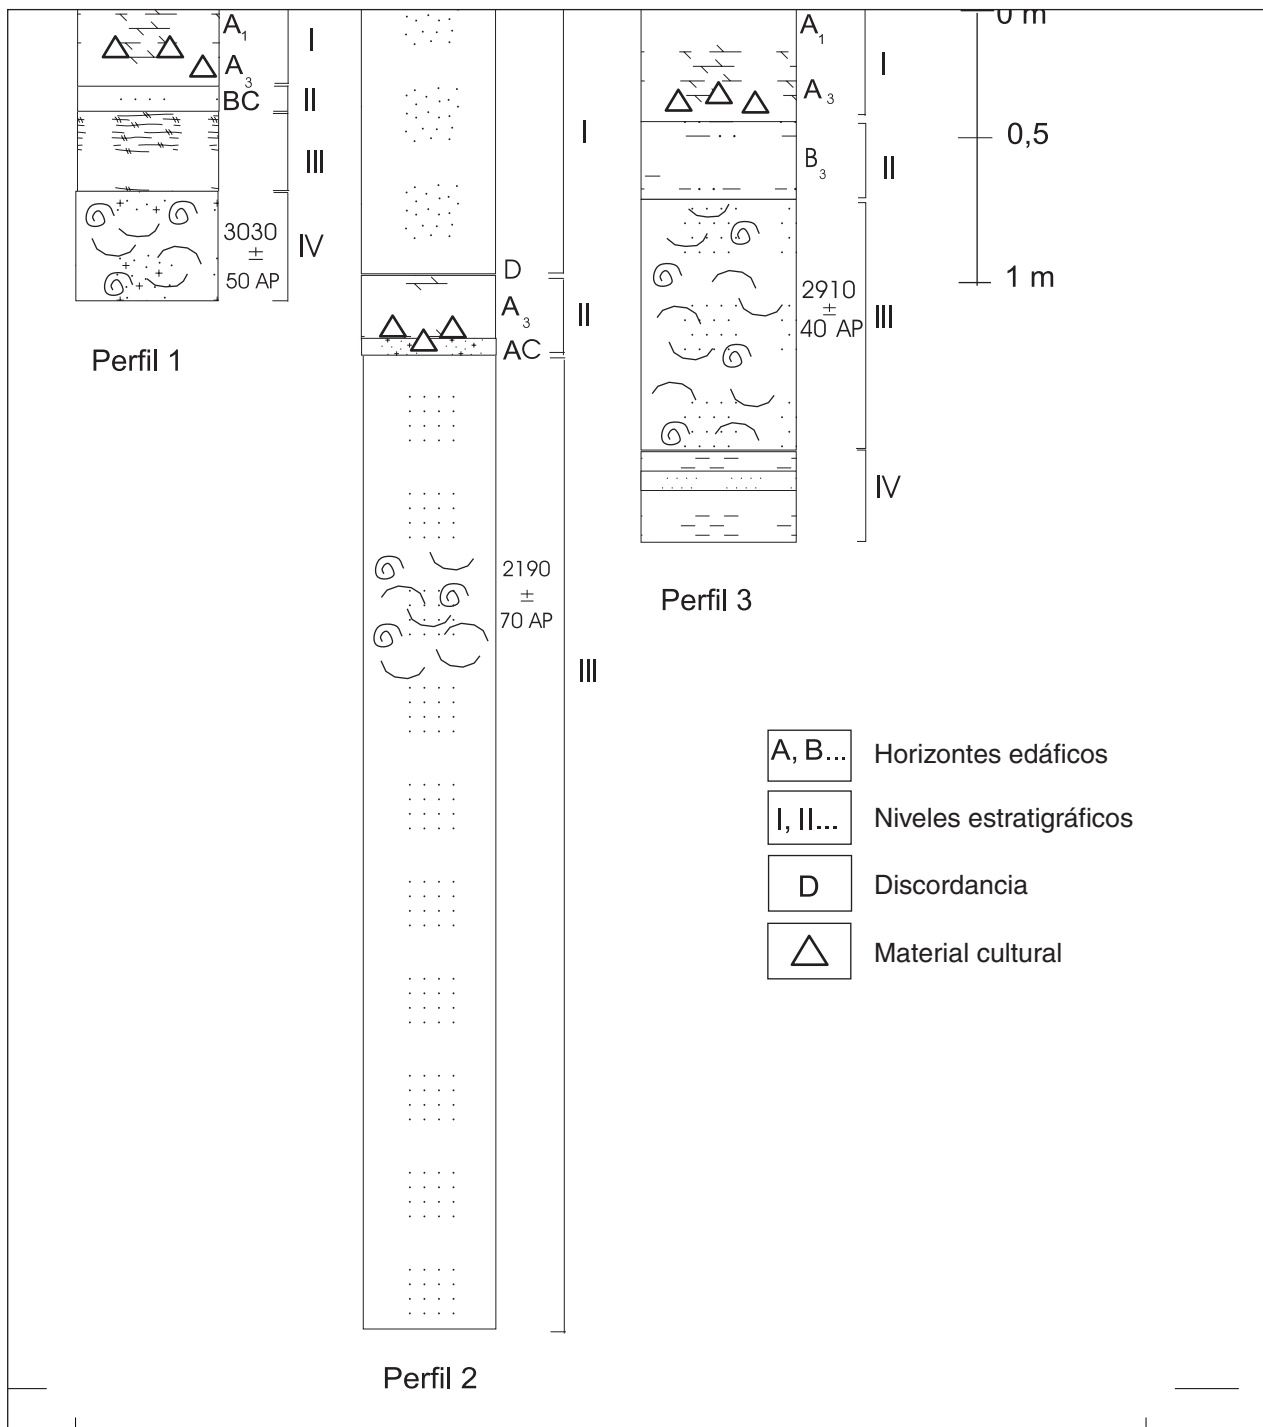 A1
I
A3
BC
II
III
3030
±
50 AP
IV
Perfil 1
I
D
A3
II
AC
2190
±
70 AP
III
Perfil 2
A1
I
A3
B3
II
2910
±
40 AP
III
IV
Perfil 3
0 m
0,5
1 m
A, B... Horizontes edáficos
I, II... Niveles estratigráficos
D Discordancia
Material cultural